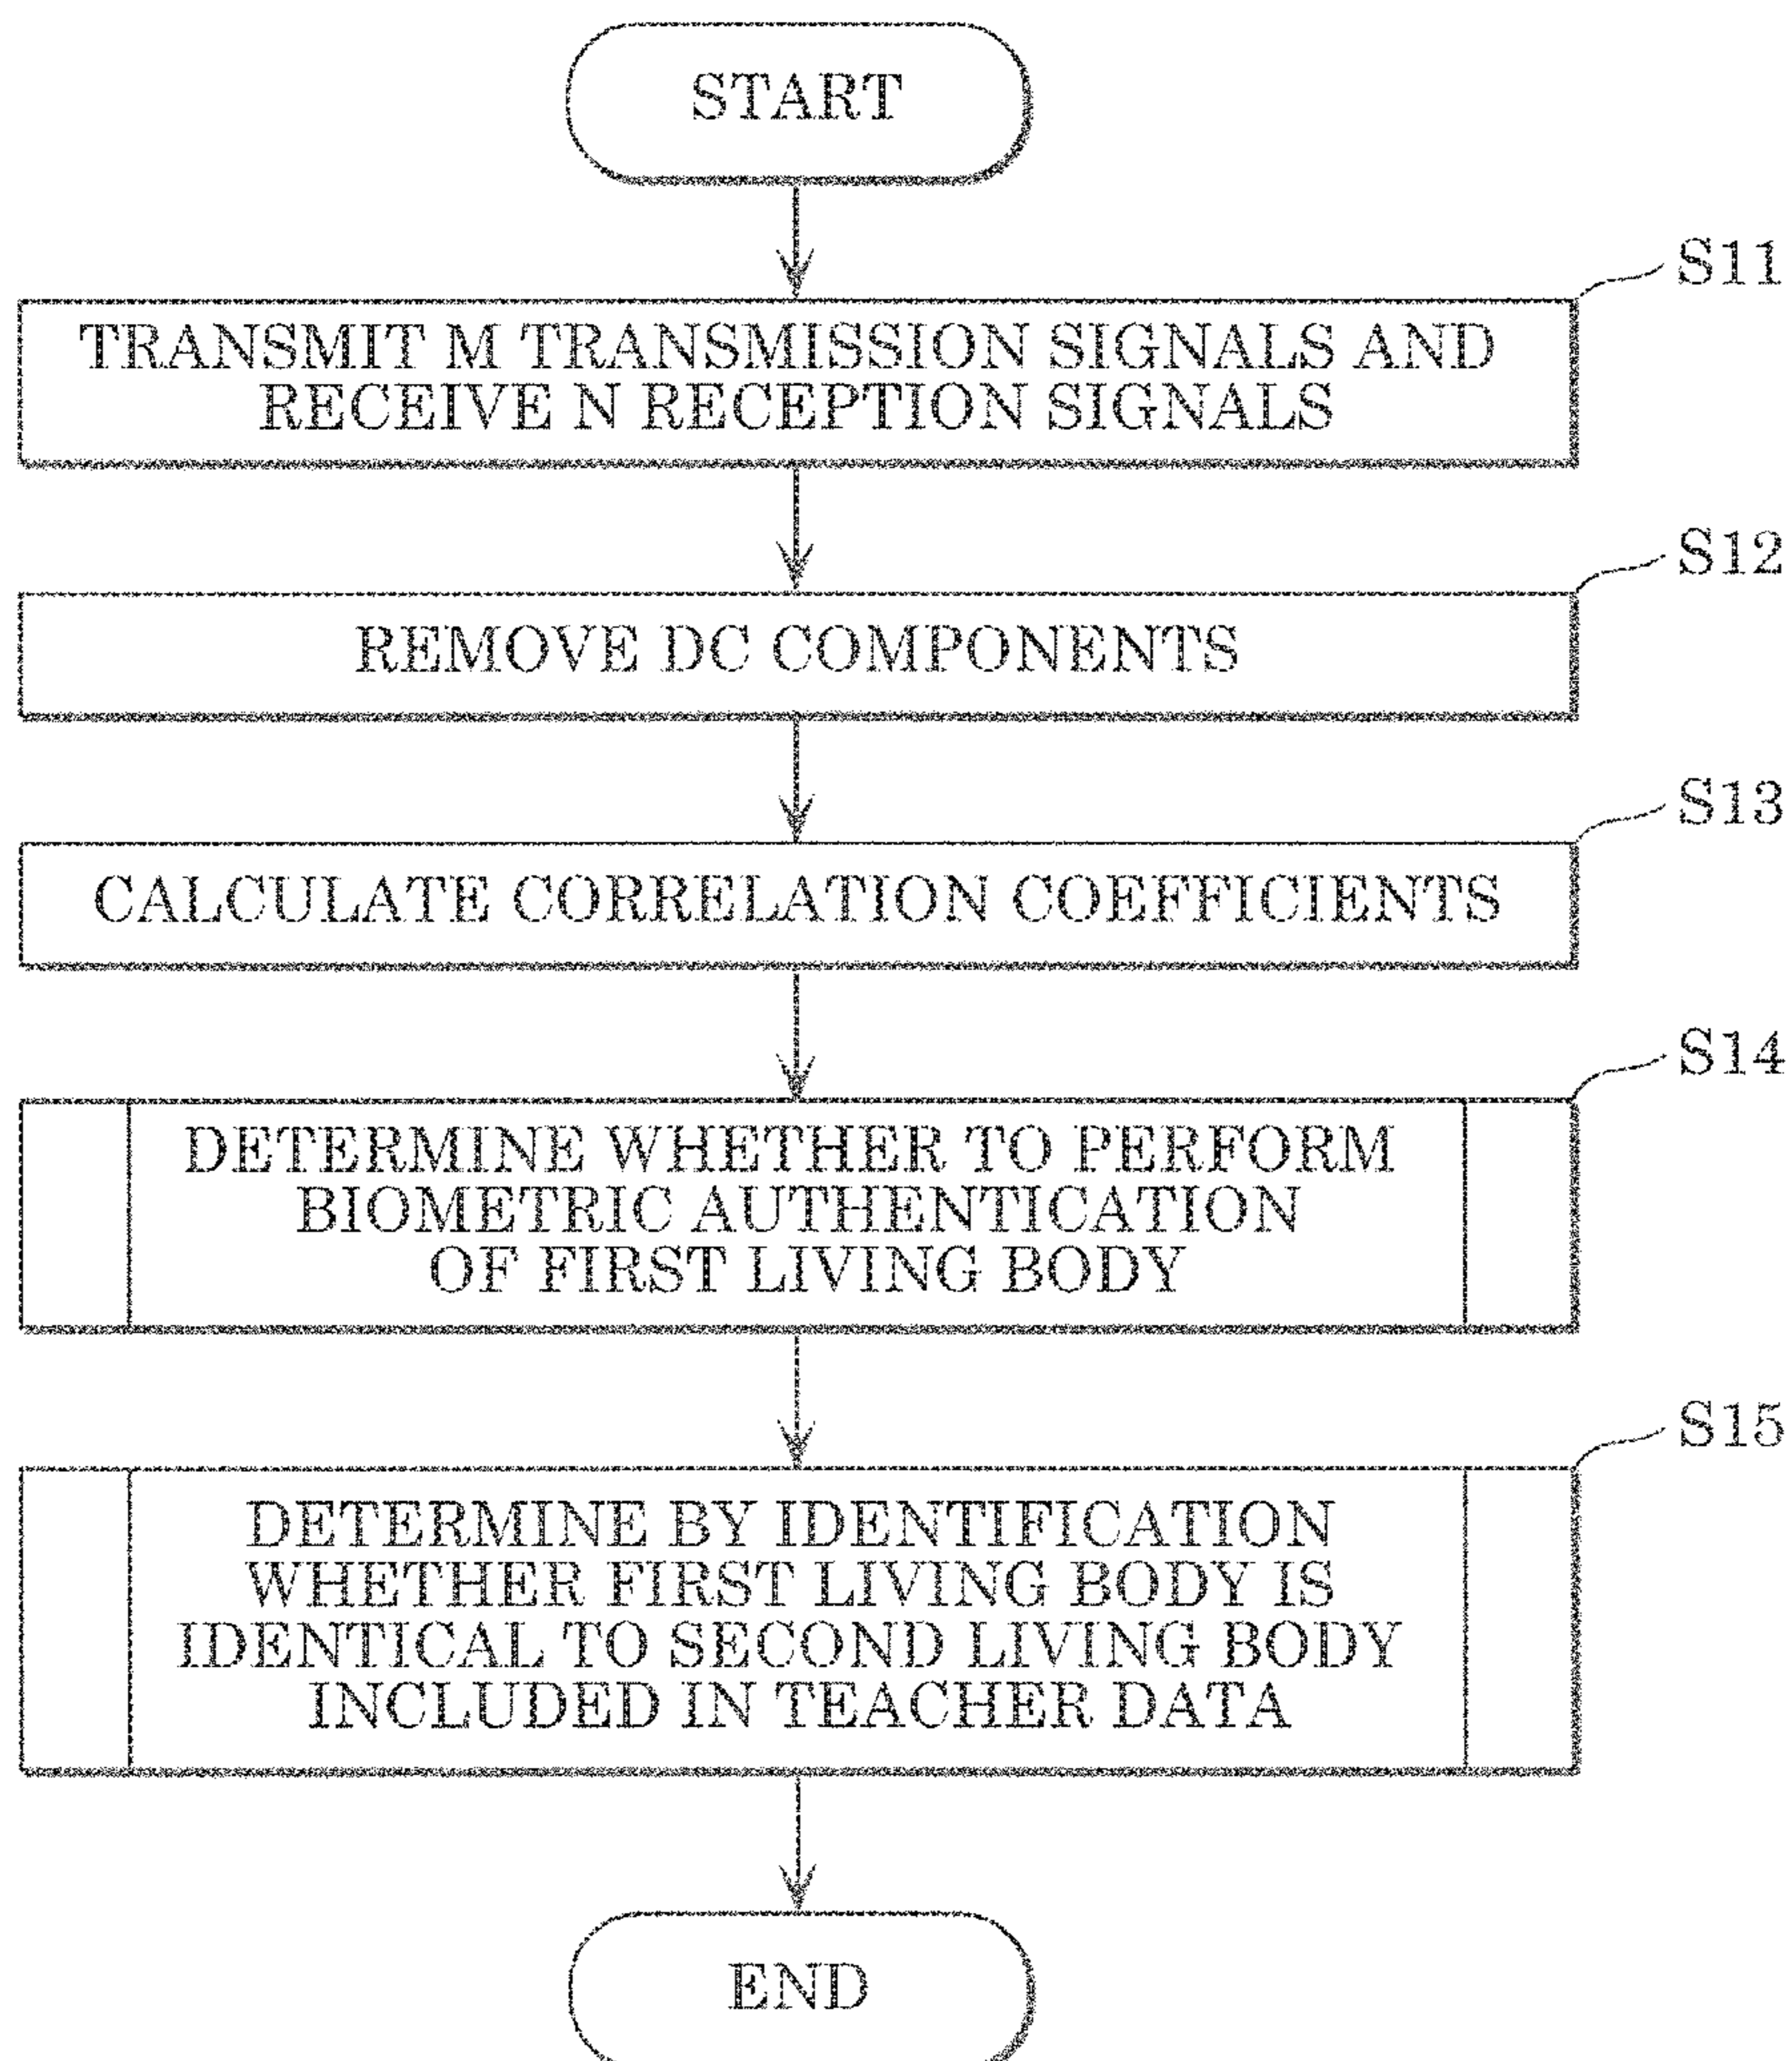 START
S11
TRANSMIT M TRANSMISSION SIGNALS AND
RECEIVE N RECEPTION SIGNALS
S12
REMOVE DC COMPONENTS
S13
CALCULATE CORRELATION COEFFICIENTS
S14
DETERMINE WHETHER TO PERFORM
BIOMETRIC AUTHENTICATION
OF FIRST LIVING BODY
S15
DETERMINE BY IDENTIFICATION
WHETHER FIRST LIVING BODY IS
IDENTICAL TO SECOND LIVING BODY
INCLUDED IN TEACHER DATA
END